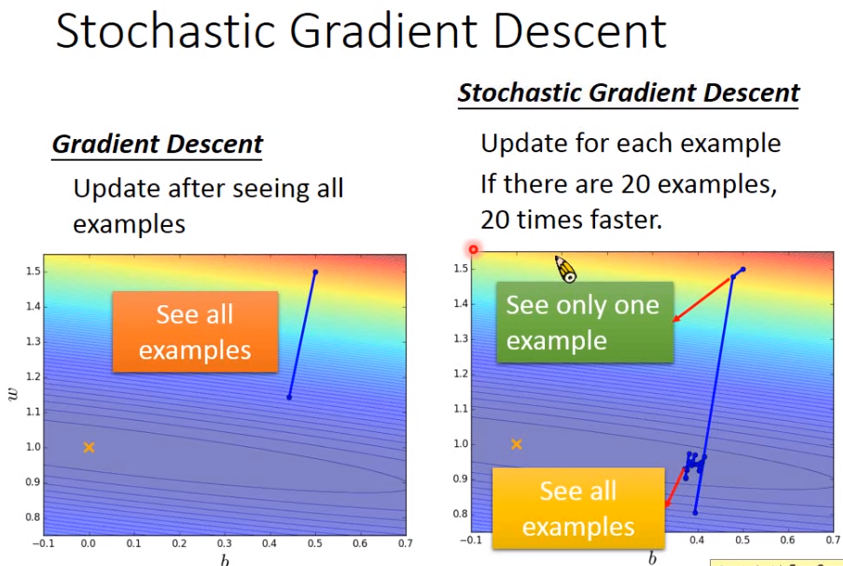 Stochastic Gradient Descent
Gradient Descent
Update after seeing all
examples
Stochastic Gradient Descent
Update for each example
If there are 20 examples,
20 times faster.
1.5
1.4
1.3
1.2
1.1
1.0
0.9
0.8
w
See all
examples
-0.1 0.0 0.1 0.2 0.3 0.4 0.5 0.6 0.7
b
1.5
1.4
1.3
1.2
1.1
1.0
0.9
0.8
See only one
example
See all
examples
-0.1 0.4 0.5 0.6 0.7
b